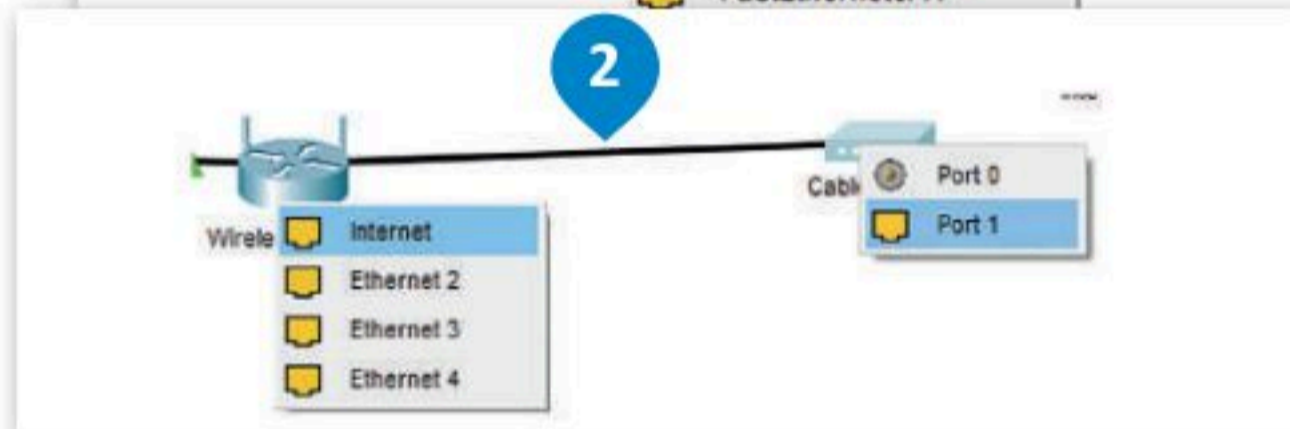 2
Port 0
Port 1
Wirele
Cabl
Internet
Ethernet 2
Ethernet 3
Ethernet 4